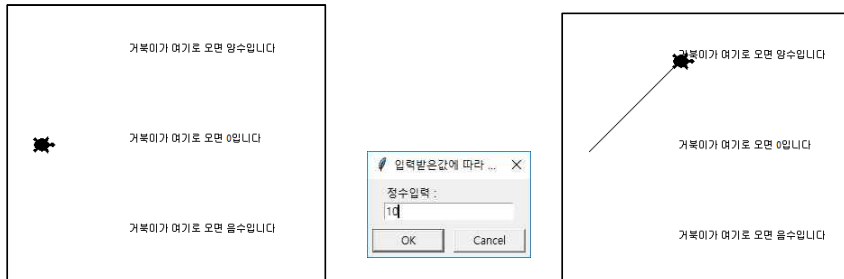 거북이가 여기로 오면 양수입니다
거북이가 여기로 오면 0입니다
거북이가 여기로 오면 음수입니다
입력받은값에 따라 ...
정수입력 :
10
OK Cancel
거북이가 여기로 오면 양수입니다
거북이가 여기로 오면 0입니다
거북이가 여기로 오면 음수입니다